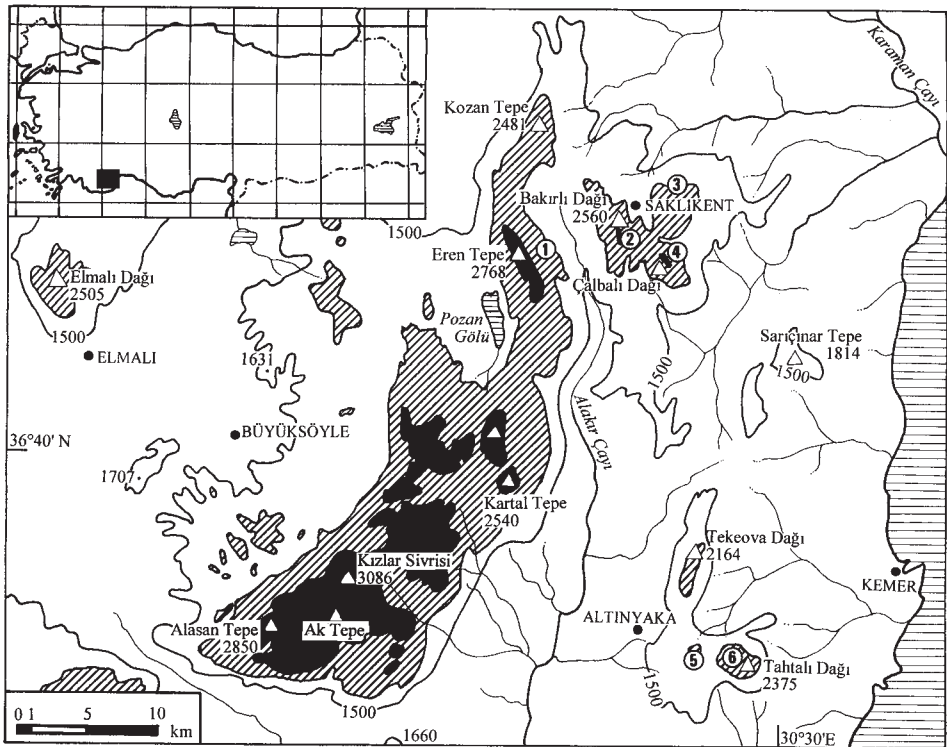 Karaman Çayı
Kozan Tepe
2481
③
Bakırlı Dağı
2560
SAKLIKENT
1500
Eren Tepe
2768
①
②
④
Çalbalı Dağı
Elmalı Dağı
2505
Pozan
Gölü
1500
ELMALI
1631
1500
Sarıçınar Tepe
1814
1500
Alakır Çayı
BÜYÜKSÖYLE
36°40' N
1707
Kartal Tepe
2540
Tekeova Dağı
2164
Kızlar Sivrisi
3086
KEMER
Alasan Tepe
2850
Ak Tepe
ALTINYAKA
⑤
⑥
Tahtalı Dağı
2375
1500
1500
0 1 5 10
km
1660
30°30'E